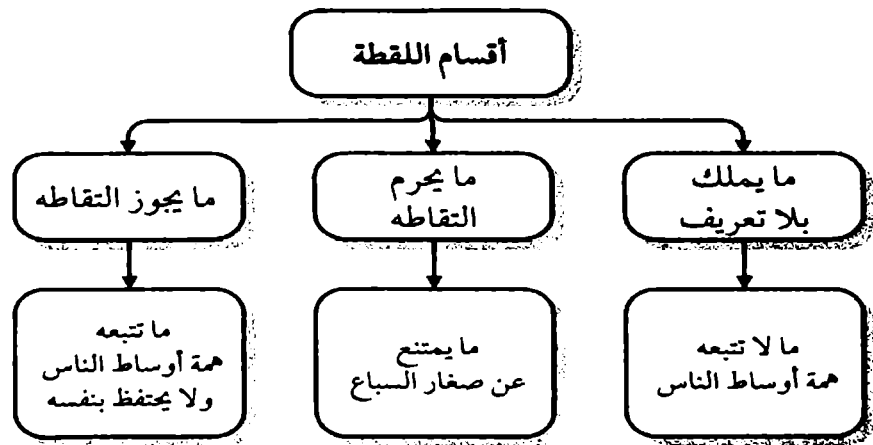 أقسام اللقطة
ما يملك
بلا تعريف
ما يحرم
التقاطه
ما يجوز التقاطه
ما لا تتبعه
همة أوساط الناس
ما يمتنع
عن صغار السباع
ما تتبعه
همة أوساط الناس
ولا يحتفظ بنفسه